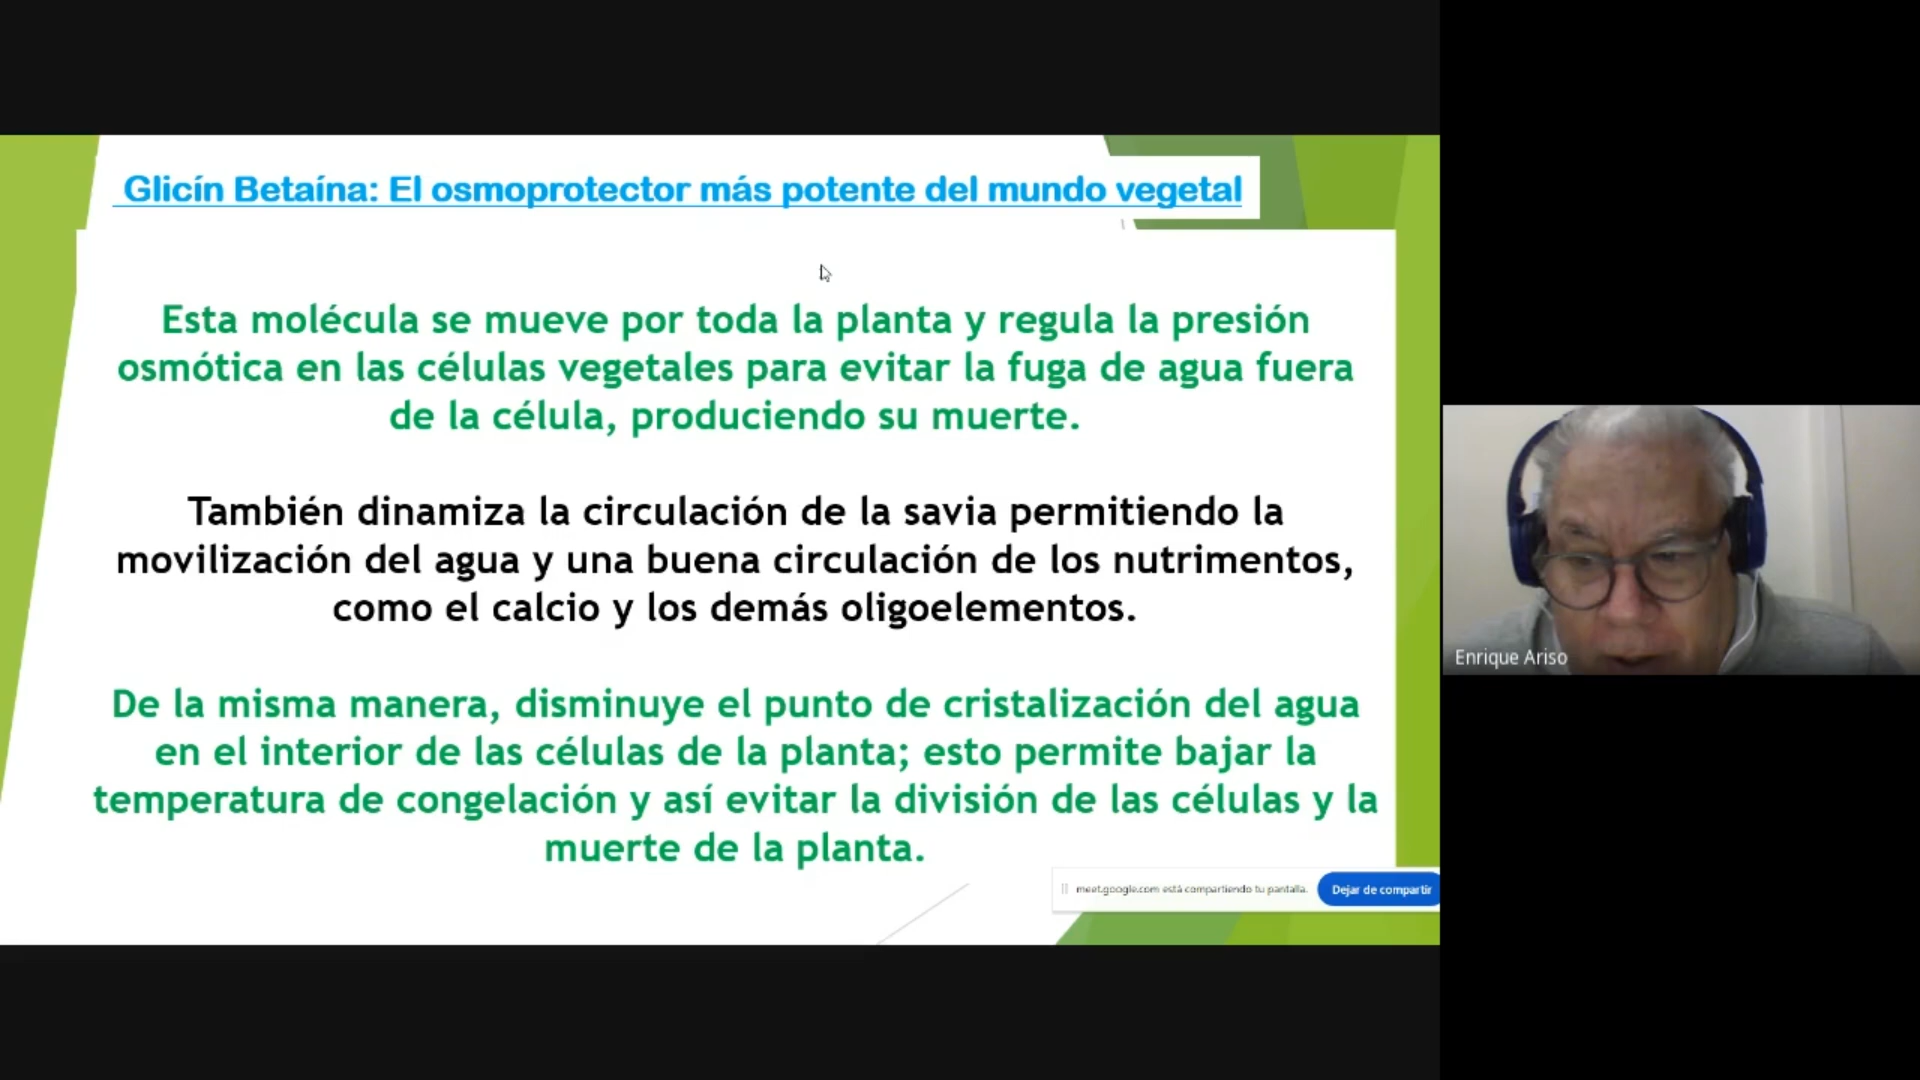 Glicín Betaína: El osmoprotector más potente del mundo vegetal
Esta molécula se mueve por toda la planta y regula la presión
osmótica en las células vegetales para evitar la fuga de agua fuera
de la célula, produciendo su muerte.
También dinamiza la circulación de la savia permitiendo la
movilización del agua y una buena circulación de los nutrimentos,
como el calcio y los demás oligoelementos.
De la misma manera, disminuye el punto de cristalización del agua
en el interior de las células de la planta; esto permite bajar la
temperatura de congelación y así evitar la división de las células y la
muerte de la planta.
meet.google.com está compartiendo tu pantalla.
Dejar de compartir
Enrique Ariso